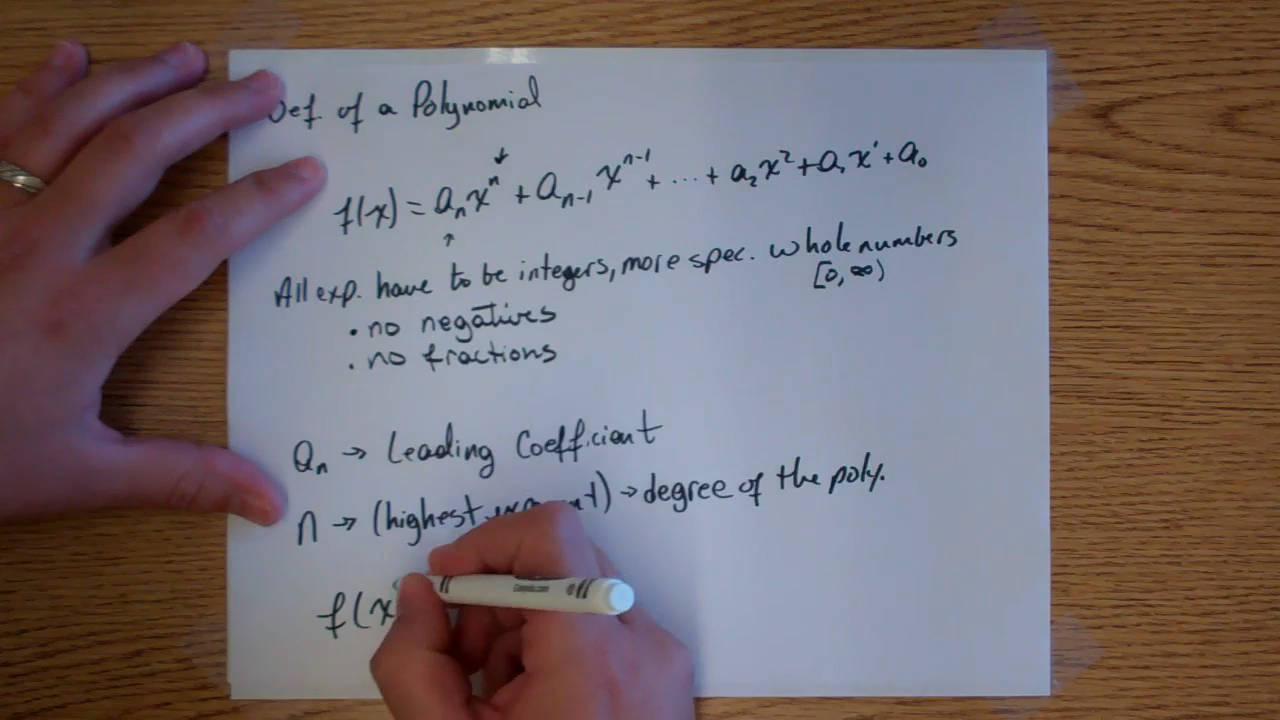 Def. of a Polynomial
f(x) = aₙxⁿ + aₙ₋₁xⁿ⁻¹ + ... + a₂x² + a₁x¹ + a₀
All exp. have to be integers, more spec. whole numbers
[0, ∞)
• no negatives
• no fractions
aₙ → Leading Coefficient
n → (highest → degree of the poly.
f(x